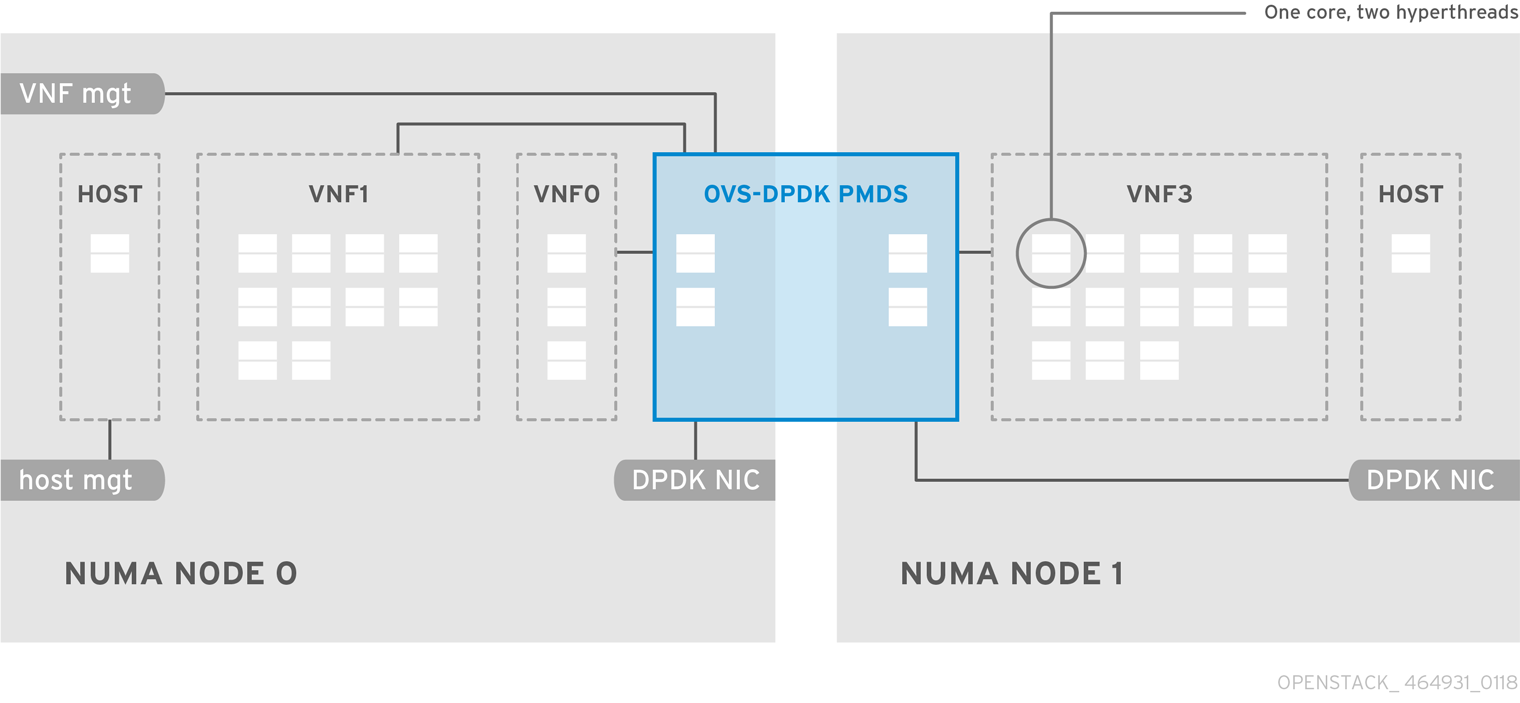 One core, two hyperthreads
VNF mgt
HOST
VNF1
VNF0
OVS-DPDK PMDS
VNF3
HOST
host mgt
DPDK NIC
DPDK NIC
NUMA NODE 0
NUMA NODE 1
OPENSTACK_ 464931_0118